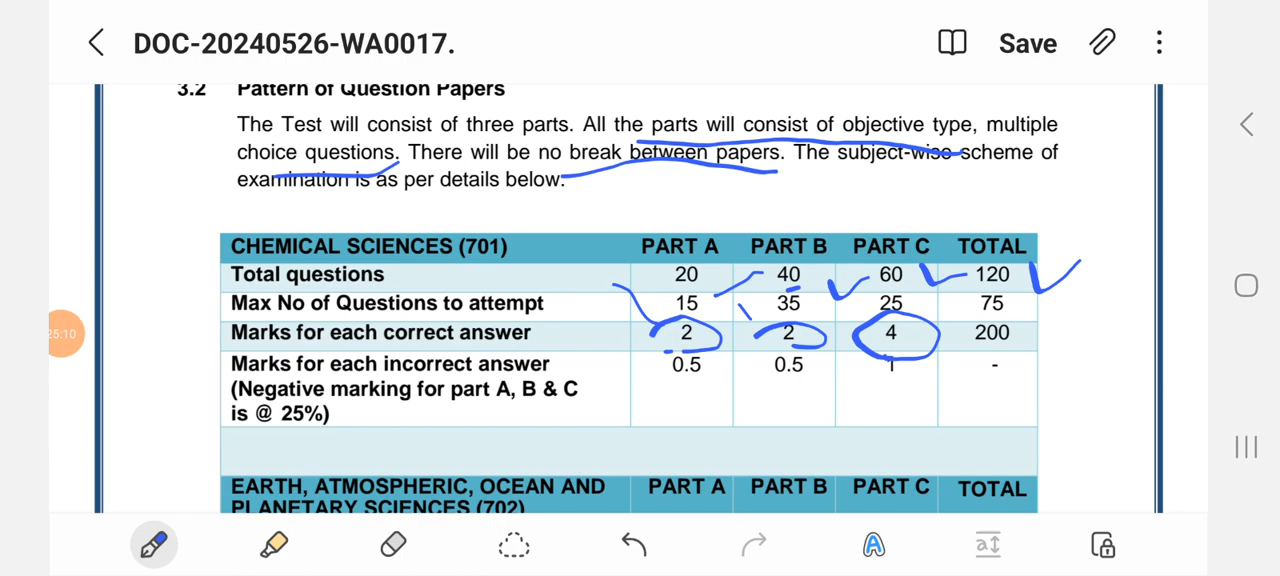 DOC-20240526-WA0017.
Save
3.2 Pattern of Question Papers
The Test will consist of three parts. All the parts will consist of objective type, multiple
choice questions. There will be no break between papers. The subject-wise scheme of
examination is as per details below.
CHEMICAL SCIENCES (701) PART A PART B PART C TOTAL
Total questions 20 40 60 120
Max No of Questions to attempt 15 35 25 75
Marks for each correct answer 2 2 4 200
Marks for each incorrect answer 0.5 0.5 1 -
(Negative marking for part A, B & C
is @ 25%)
EARTH, ATMOSPHERIC, OCEAN AND PART A PART B PART C TOTAL
PLANETARY SCIENCES (702)
25:10